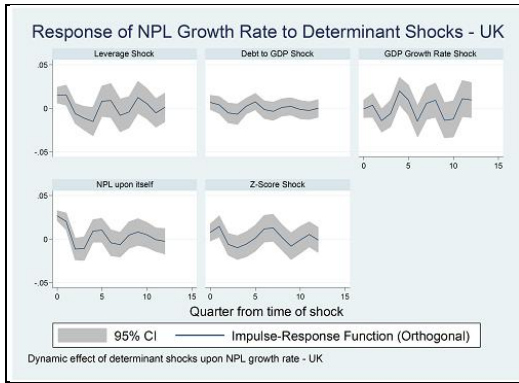 Response of NPL Growth Rate to Determinant Shocks - UK
Leverage Shock
Debt to GDP Shock
GDP Growth Rate Shock
.05
0
-.05
0 5 10 15
NPL upon itself
Z-Score Shock
.05
0
-.05
0 5 10 15
0 5 10 15
Quarter from time of shock
95% CI
Impulse-Response Function (Orthogonal)
Dynamic effect of determinant shocks upon NPL growth rate - UK